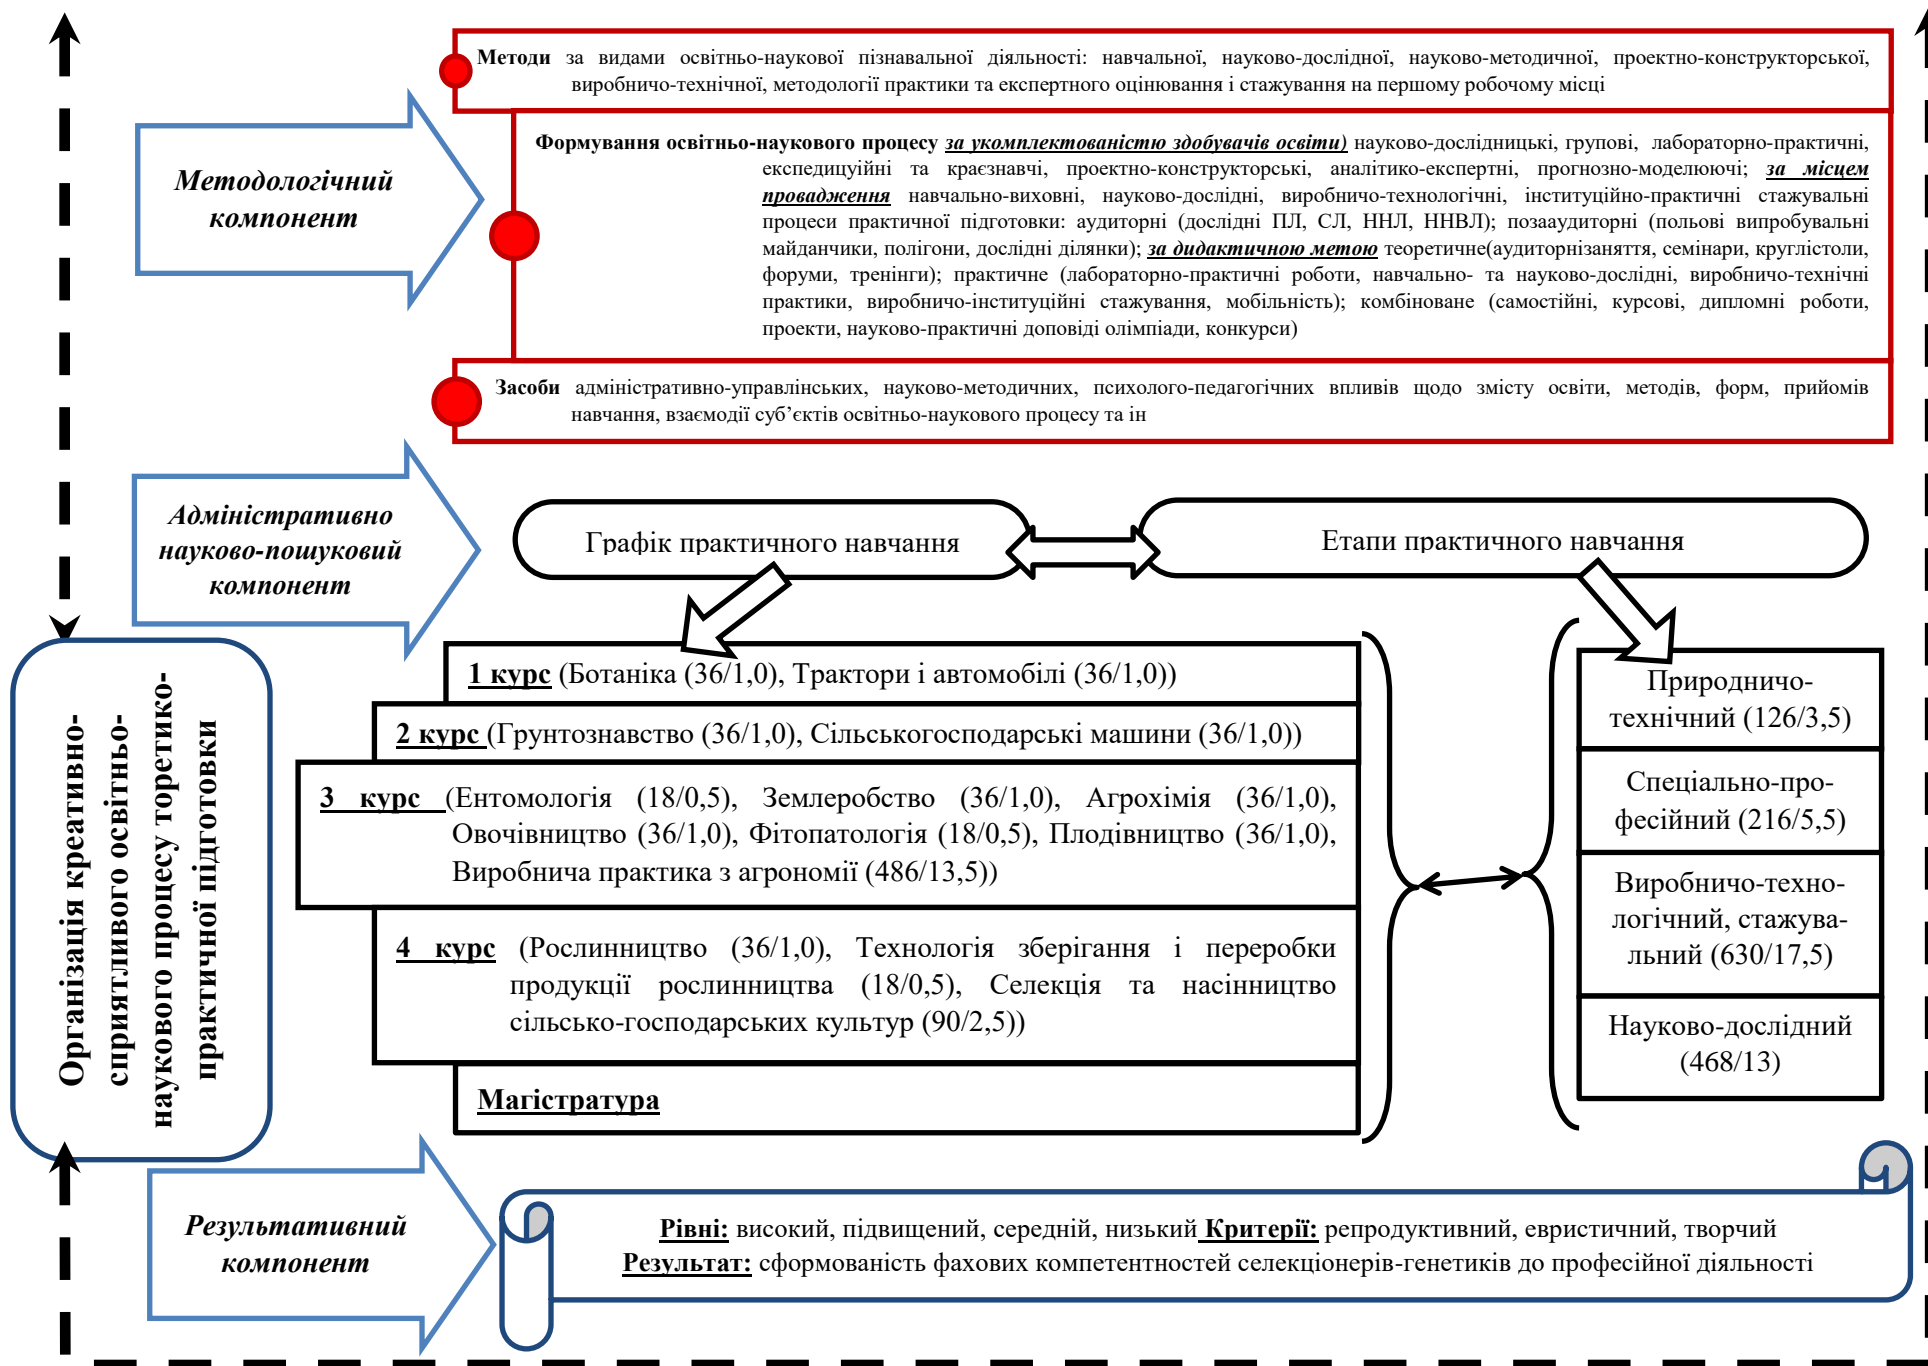 Методи за видами освітньо-наукової пізнавальної діяльності: навчальної, науково-дослідної, науково-методичної, проектно-конструкторської,
виробничо-технічної, методології практики та експертного оцінювання і стажування на першому робочому місці
Методологічний
компонент
Формування освітньо-наукового процесу за укомплектованістю здобувачів освіти) науково-дослідницькі, групові, лабораторно-практичні,
експедицуійні та краєзнавчі, проектно-конструкторські, аналітико-експертні, прогнозно-моделюючі; за місцем
провадження навчально-виховні, науково-дослідні, виробничо-технологічні, інституційно-практичні стажувальні
процеси практичної підготовки: аудиторні (дослідні ПЛ, СЛ, ННЛ, ННВЛ); позааудиторні (польові випробувальні
майданчики, полігони, дослідні ділянки); за дидактичною метою теоретичне(аудиторнізаняття, семінари, круглістоли,
форуми, тренінги); практичне (лабораторно-практичні роботи, навчально- та науково-дослідні, виробничо-технічні
практики, виробничо-інституційні стажування, мобільність); комбіноване (самостійні, курсові, дипломні роботи,
проекти, науково-практичні доповіді олімпіади, конкурси)
Засоби адміністративно-управлінських, науково-методичних, психолого-педагогічних впливів щодо змісту освіти, методів, форм, прийомів
навчання, взаємодії суб’єктів освітньо-наукового процесу та ін
Адміністративно
науково-пошуковий
компонент
Графік практичного навчання
Етапи практичного навчання
Організація креативно-
сприятливого освітньо-
наукового процесу торетико-
практичної підготовки
1 курс (Ботаніка (36/1,0), Трактори і автомобілі (36/1,0))
2 курс (Грунтознавство (36/1,0), Сільськогосподарські машини (36/1,0))
3 курс (Ентомологія (18/0,5), Землеробство (36/1,0), Агрохімія (36/1,0),
Овочівництво (36/1,0), Фітопатологія (18/0,5), Плодівництво (36/1,0),
Виробнича практика з агрономії (486/13,5))
4 курс (Рослинництво (36/1,0), Технологія зберігання і переробки
продукції рослинництва (18/0,5), Селекція та насінництво
сільсько-господарських культур (90/2,5))
Магістратура
Природничо-
технічний (126/3,5)
Спеціально-про-
фесійний (216/5,5)
Виробничо-техно-
логічний, стажува-
льний (630/17,5)
Науково-дослідний
(468/13)
Результативний
компонент
Рівні: високий, підвищений, середній, низький Критерії: репродуктивний, евристичний, творчий
Результат: сформованість фахових компетентностей селекціонерів-генетиків до професійної діяльності